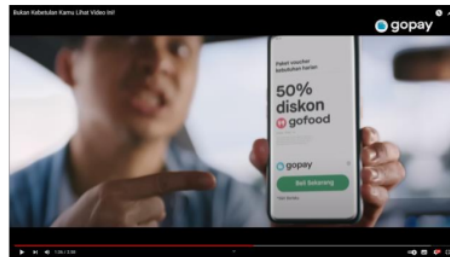 Bukan Kebetulan Kamu Lihat Video Ini!
gopay
Paket voucher
kebutuhan harian
50%
diskon
gofood
gopay
Beli Sekarang